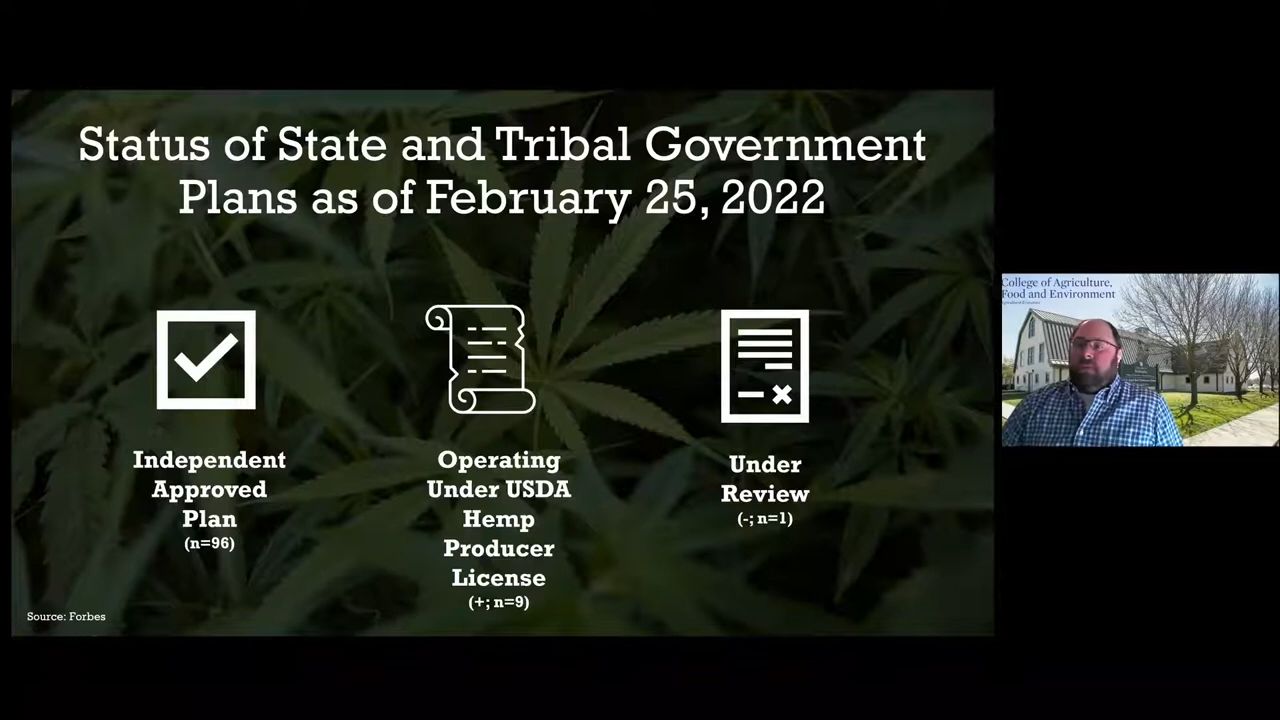 Status of State and Tribal Government
Plans as of February 25, 2022
Independent
Approved
Plan
(n=96)
Operating
Under USDA
Hemp
Producer
License
(+; n=9)
Under
Review
(-; n=1)
Source: Forbes
College of Agriculture,
Food and Environment